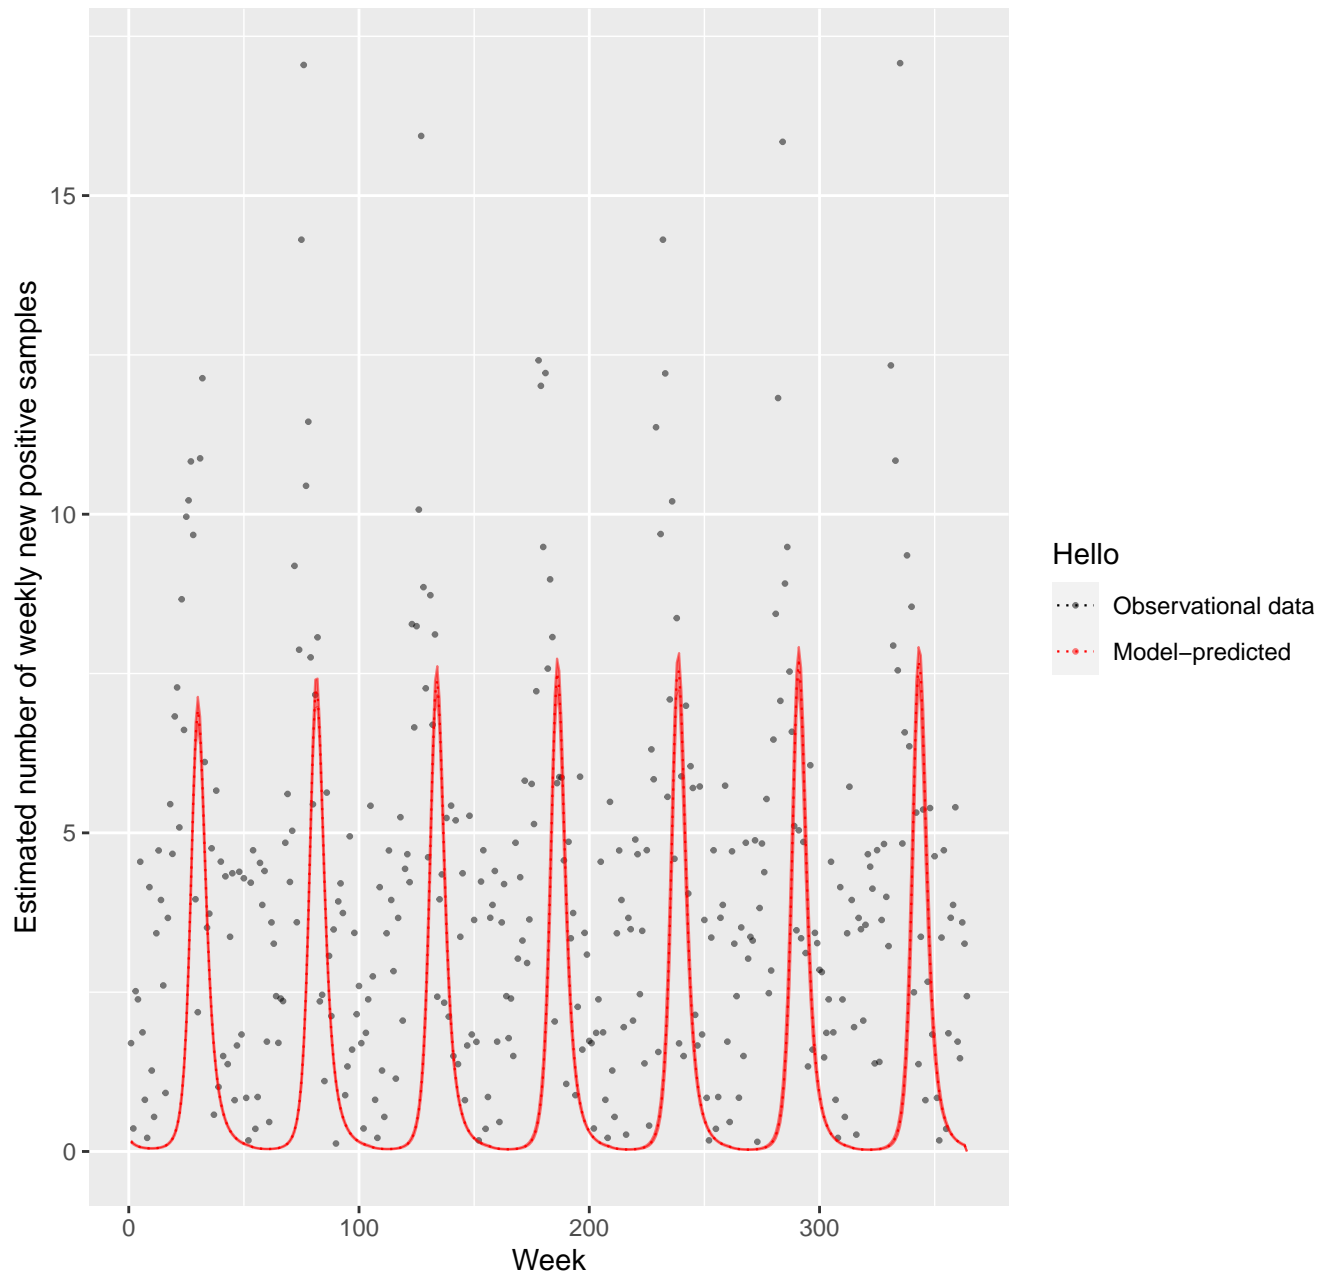 Estimated number of weekly new positive samples
15
10
5
0
0
100
200
300
Week
Hello
Observational data
Model−predicted